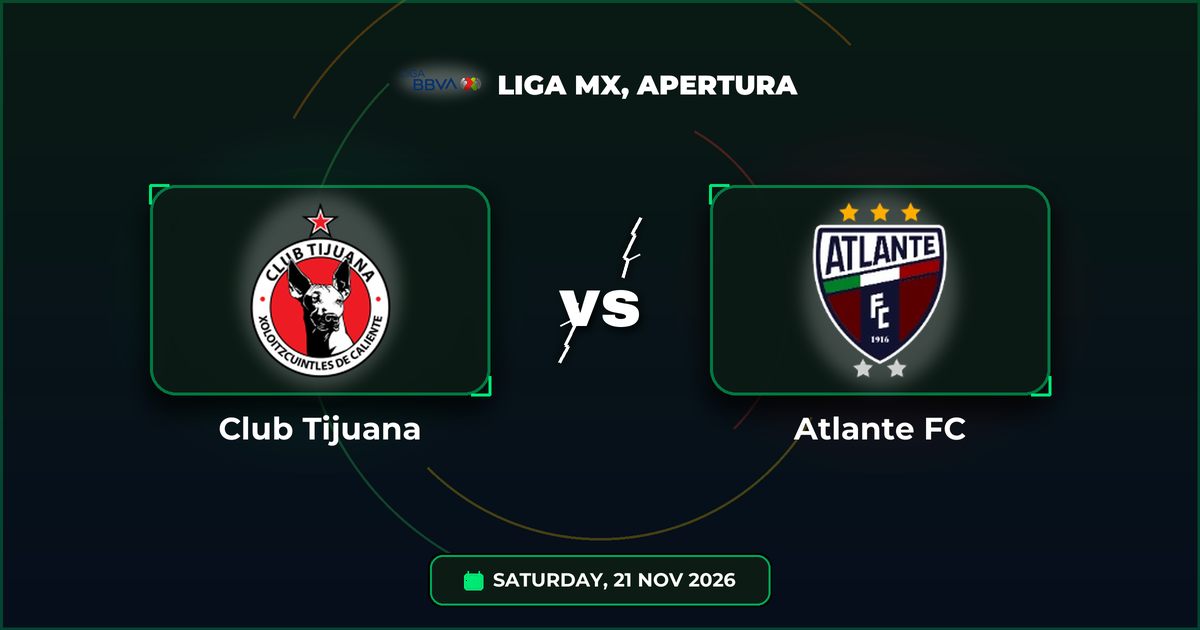 LIGA
BBVA
LIGA MX, APERTURA
CLUB TIJUANA
XOLOITZCUINTLES DE CALIENTE
VS
ATLANTE
FC
1916
Club Tijuana
Atlante FC
SATURDAY, 21 NOV 2026